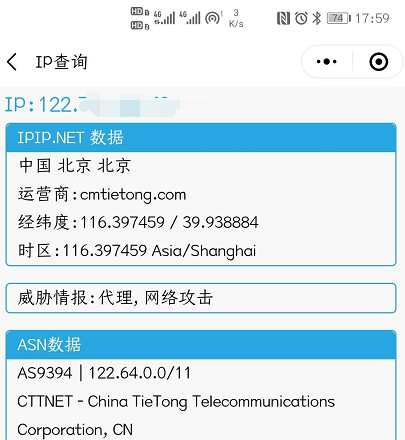 HD 1 4G 4G 3 74 17:59
HD 2 K/s
IP查询
IP:122.
IPIP.NET 数据
中国 北京 北京
运营商:cmtietong.com
经纬度:116.397459 / 39.938884
时区:116.397459 Asia/Shanghai
威胁情报:代理, 网络攻击
ASN数据
AS9394 | 122.64.0.0/11
CTTNET - China TieTong Telecommunications
Corporation, CN